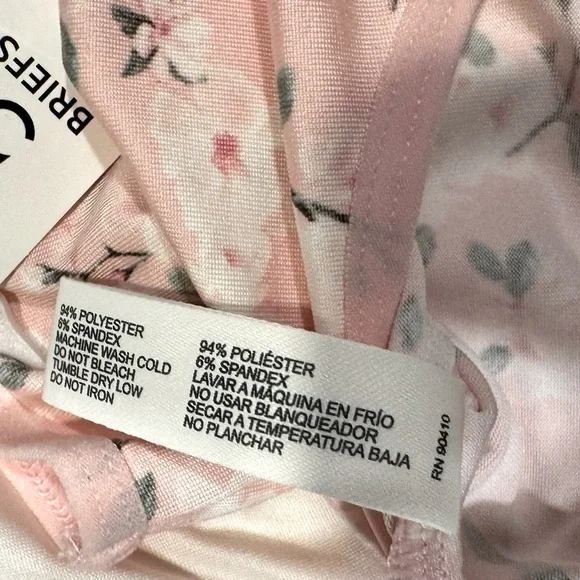 BRIEFS
94% POLYESTER
6% SPANDEX
MACHINE WASH COLD
DO NOT BLEACH
TUMBLE DRY LOW
DO NOT IRON
94% POLIÉSTER
6% SPANDEX
LAVAR A MÁQUINA EN FRÍO
NO USAR BLANQUEADOR
SECAR A TEMPERATURA BAJA
NO PLANCHAR
RN 90410